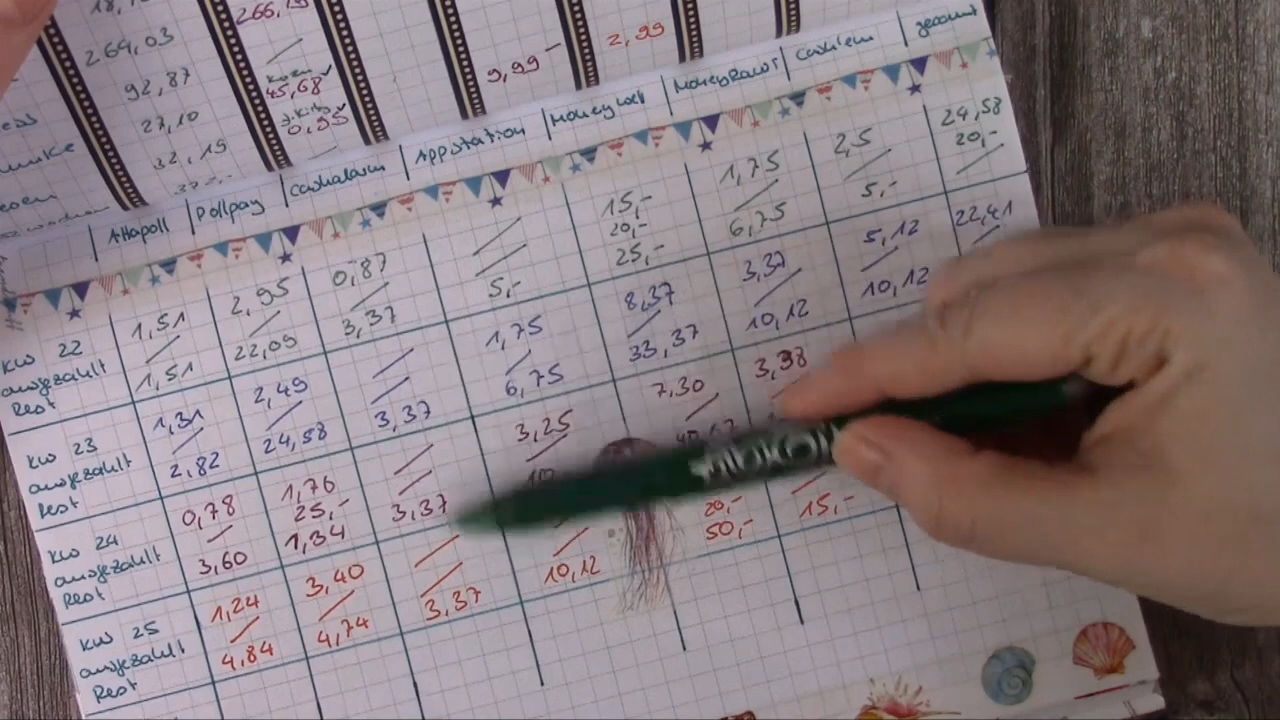 266,
264,03
92,87
45,68 ✓
9,99-
2,99
27,10
0,95
32,19
Attapoll
Pollpay
Cashalarm
Appstation
Moneywelt
MoneyRawr
Cashlem
gesamt
KW 22
ausgezahlt
Rest
1,51
1,51
2,95
22,09
0,87
3,37
5,-
15,-
20,-
25,-
1,75
6,75
2,5
5,-
24,58
20,-
KW 23
ausgezahlt
Rest
1,31
2,82
2,49
24,58
3,37
1,75
6,75
8,37
33,37
3,37
10,12
5,12
10,12
22,41
KW 24
ausgezahlt
Rest
0,78
3,60
1,76
25,-
1,34
3,37
3,25
7,30
3,38
KW 25
ausgezahlt
Rest
1,24
4,84
3,40
4,74
3,37
10,12
20,-
50,-
15,-